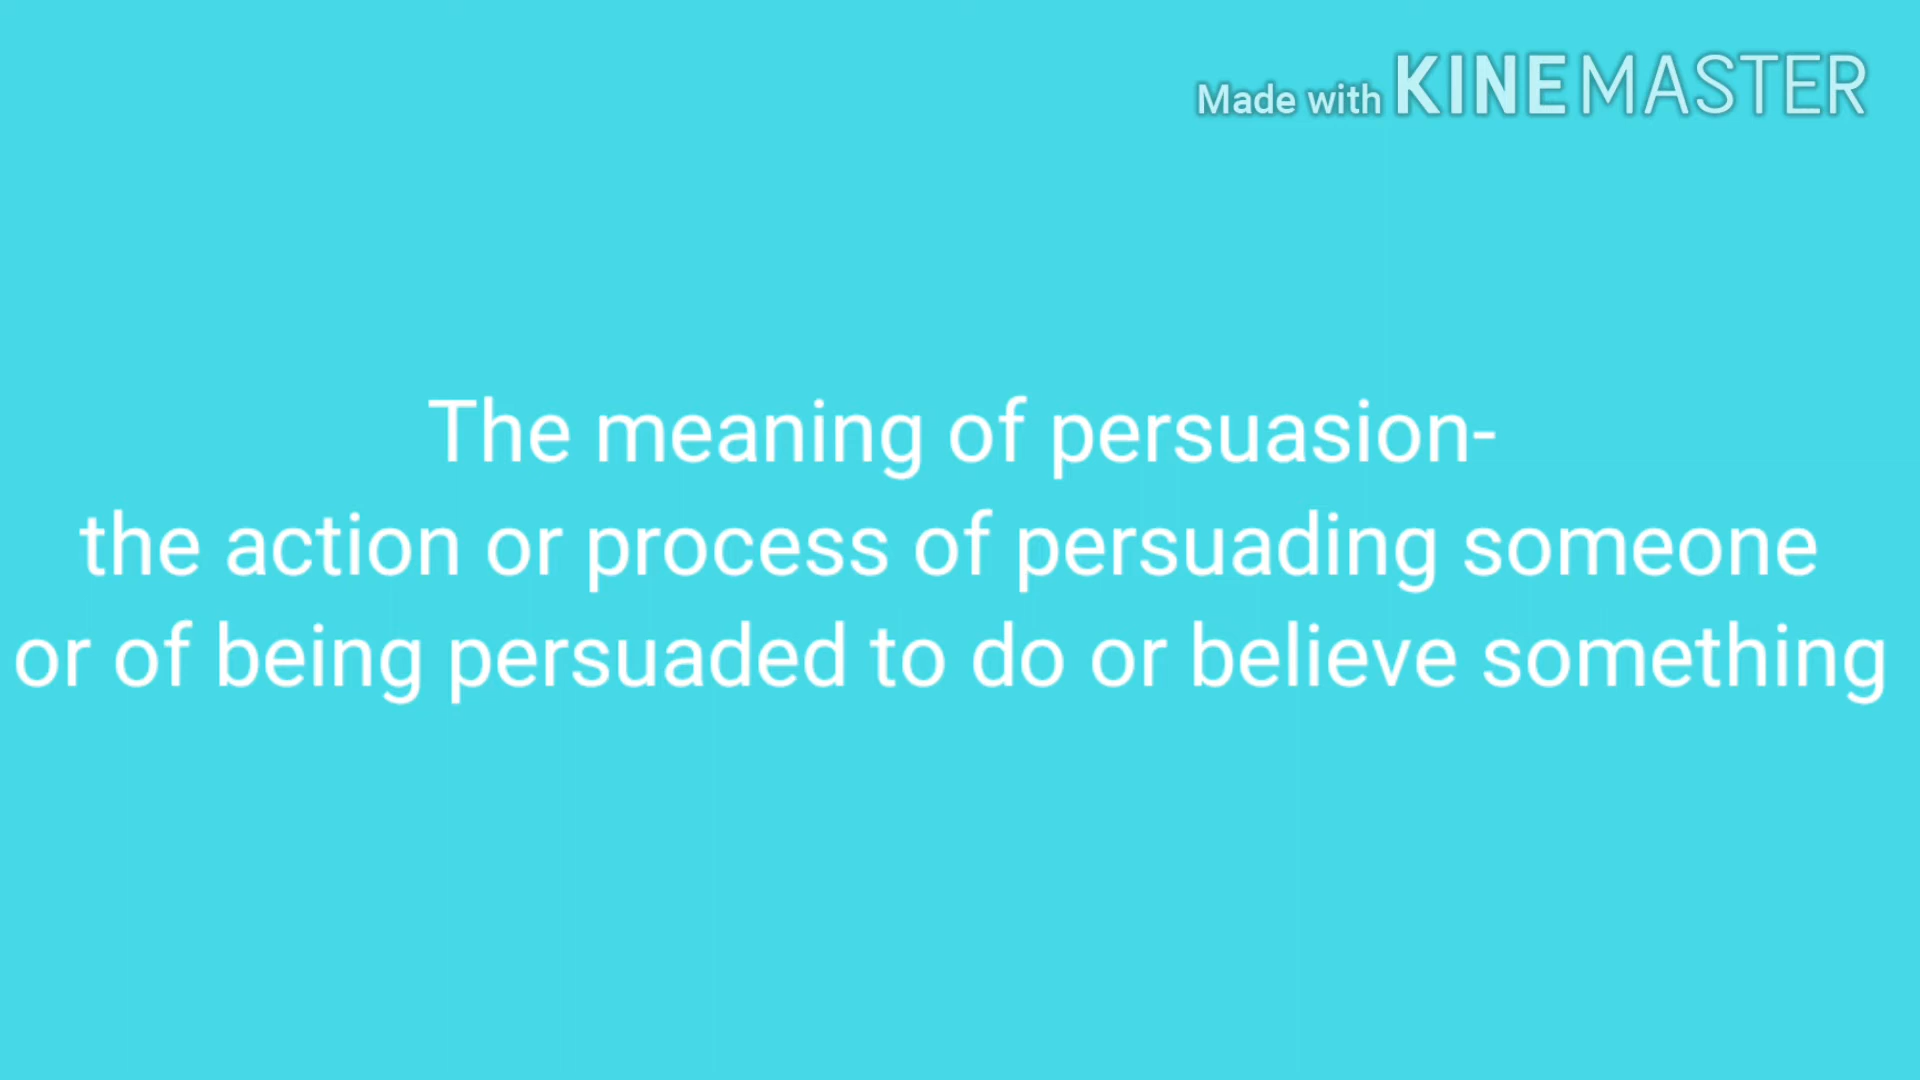 Made with KINEMASTER
The meaning of persuasion-
the action or process of persuading someone
or of being persuaded to do or believe something